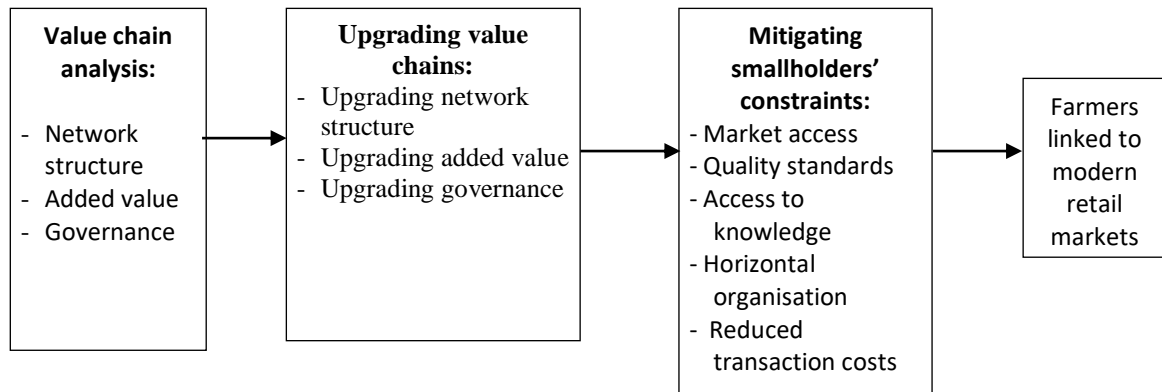 Value chain
analysis:
- Network
structure
- Added value
- Governance
Upgrading value
chains:
- Upgrading network
structure
- Upgrading added value
- Upgrading governance
Mitigating
smallholders’
constraints:
- Market access
- Quality standards
- Access to
knowledge
- Horizontal
organisation
- Reduced
transaction costs
Farmers
linked to
modern
retail
markets